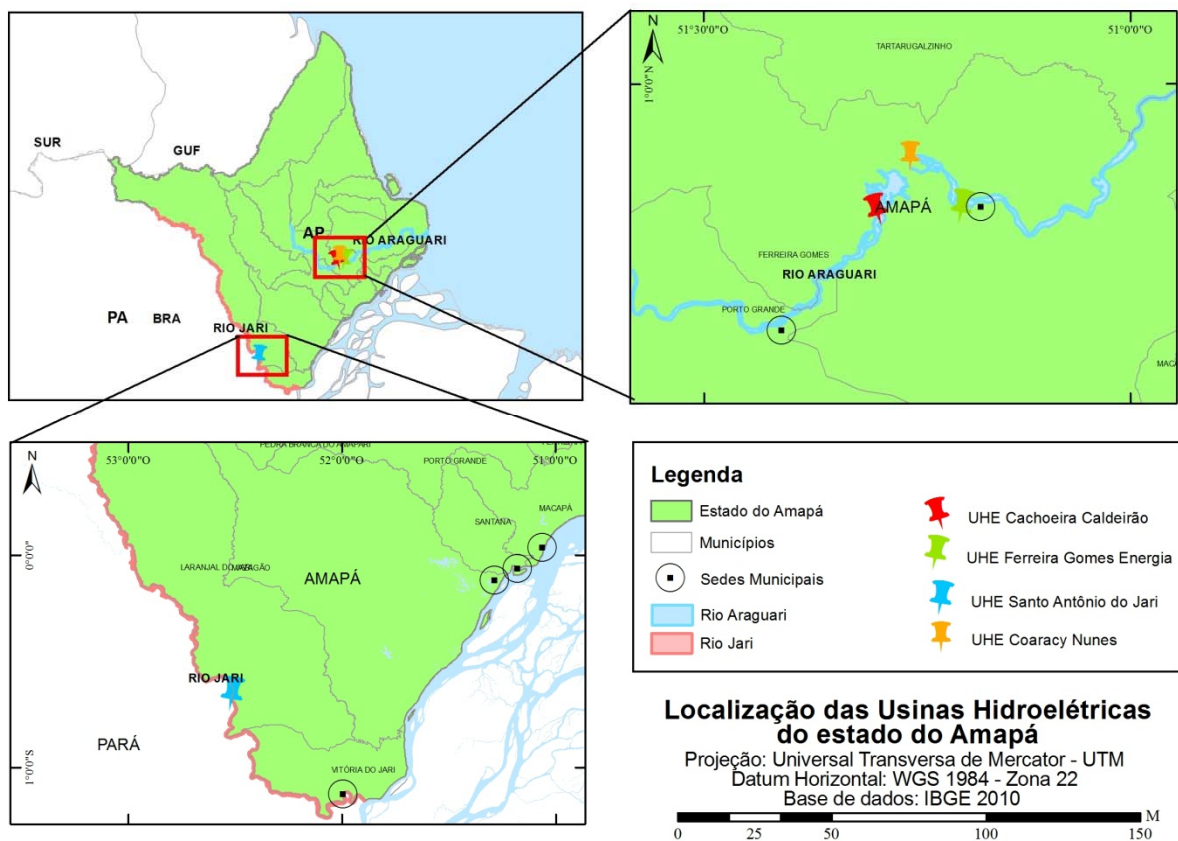 SUR
GUF
AP
RIO ARAGUARI
PA
BRA
RIO JARI
N
51°30'0"O
51°0'0"O
1°0'0"N
TARTARUGALZINHO
AMAPÁ
FERREIRA GOMES
RIO ARAGUARI
PORTO GRANDE
N
53°0'0"O
52°0'0"O
51°0'0"O
PEDRA BRANCA DO AMAPARI
PORTO GRANDE
MACAPÁ
SANTANA
0°0'0"
AMAPÁ
RIO JARI
PARÁ
1°0'0"S
VITÓRIA DO JARI
Legenda
Estado do Amapá
Municípios
Sedes Municipais
Rio Araguari
Rio Jari
UHE Cachoeira Caldeirão
UHE Ferreira Gomes Energia
UHE Santo Antônio do Jari
UHE Coaracy Nunes
Localização das Usinas Hidroelétricas
do estado do Amapá
Projeção: Universal Transversa de Mercator - UTM
Datum Horizontal: WGS 1984 - Zona 22
Base de dados: IBGE 2010
M
0 25 50 100 150